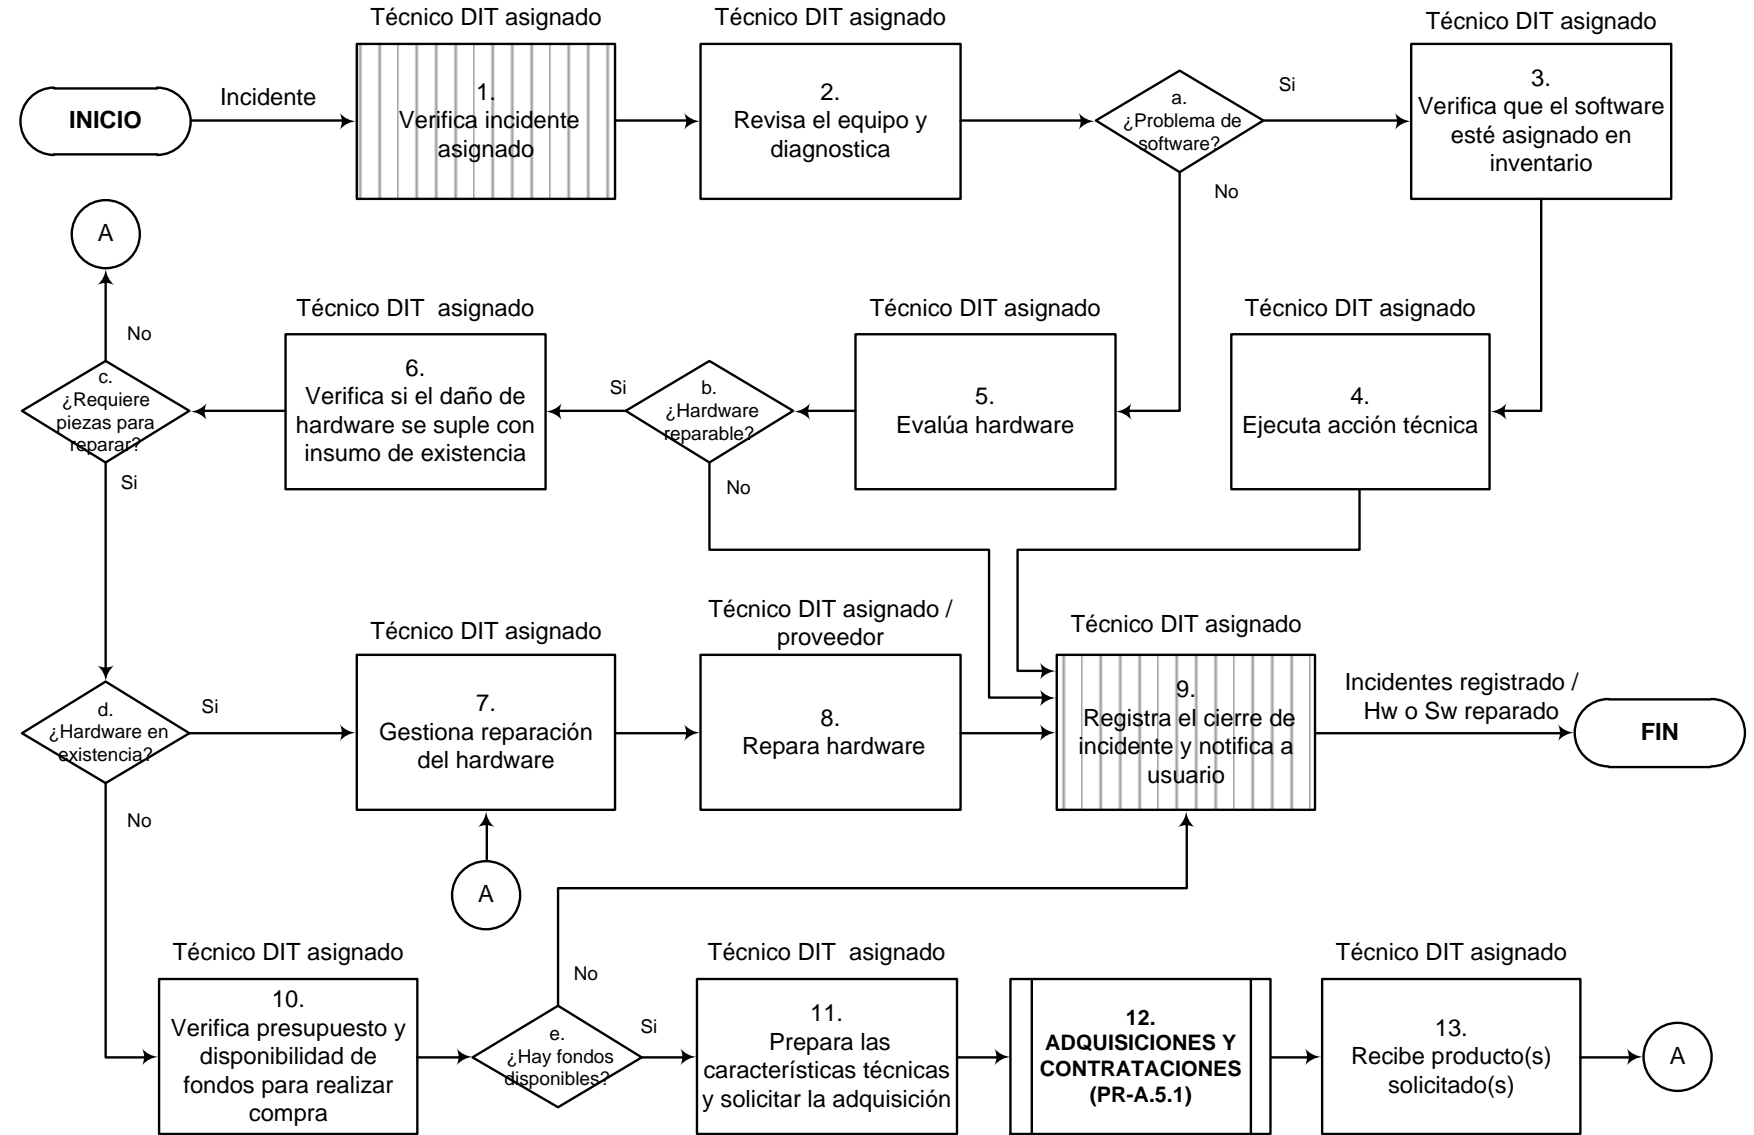 Técnico DIT asignado
Técnico DIT asignado
Técnico DIT asignado
INICIO
Incidente
1.
Verifica incidente
asignado
2.
Revisa el equipo y
diagnostica
a.
¿Problema de
software?
Si
No
3.
Verifica que el software
esté asignado en
inventario
A
No
Técnico DIT  asignado
Técnico DIT asignado
Técnico DIT asignado
c.
¿Requiere
piezas para
reparar?
Si
6.
Verifica si el daño de
hardware se suple con
insumo de existencia
Si
b.
¿Hardware
reparable?
No
5.
Evalúa hardware
4.
Ejecuta acción técnica
Técnico DIT asignado
Técnico DIT asignado /
proveedor
Técnico DIT asignado
d.
¿Hardware en
existencia?
Si
No
7.
Gestiona reparación
del hardware
8.
Repara hardware
9.
Registra el cierre de
incidente y notifica a
usuario
Incidentes registrado /
Hw o Sw reparado
FIN
A
Técnico DIT asignado
Técnico DIT  asignado
Técnico DIT asignado
10.
Verifica presupuesto y
disponibilidad de
fondos para realizar
compra
No
e.
¿Hay fondos
disponibles?
Si
11.
Prepara las
características técnicas
y solicitar la adquisición
12.
ADQUISICIONES Y
CONTRATACIONES
(PR-A.5.1)
13.
Recibe producto(s)
solicitado(s)
A